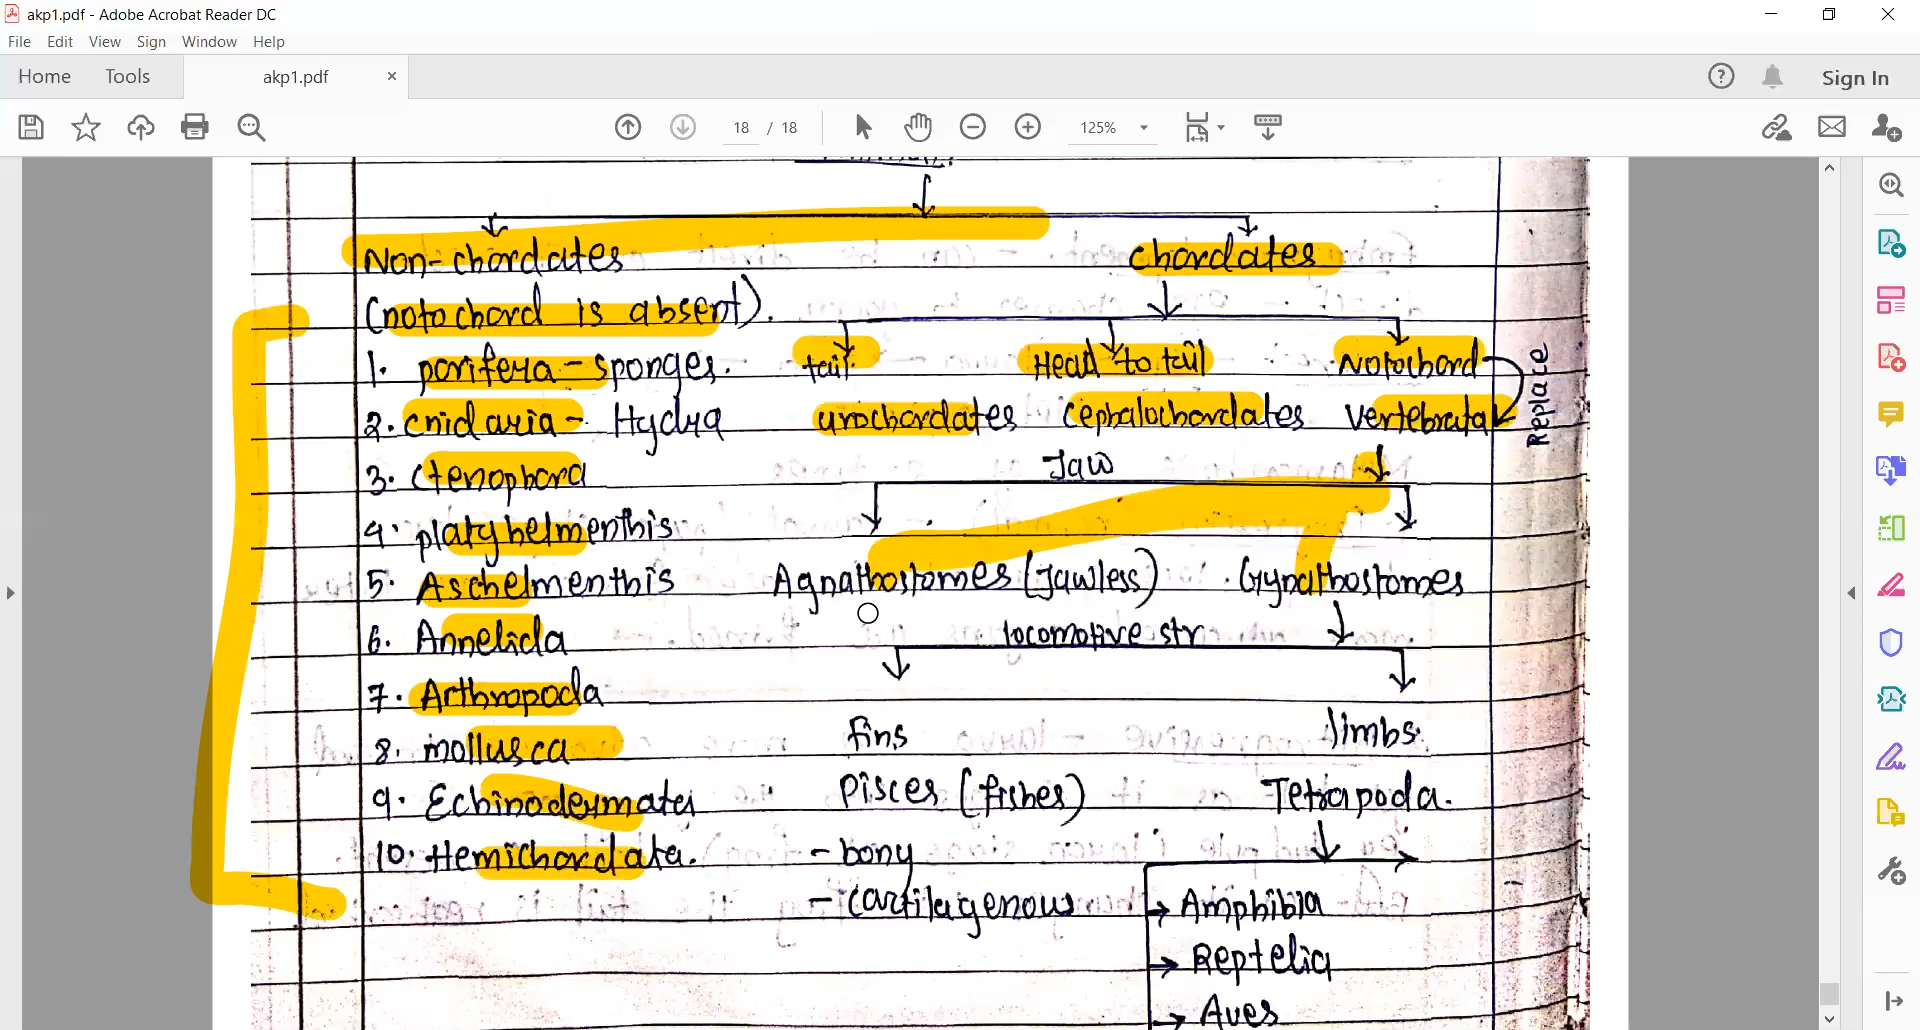 akp1.pdf - Adobe Acrobat Reader DC
File Edit View Sign Window Help
Home Tools akp1.pdf × Sign In
18 / 18 125%
Non-chordates chordates
(notochord is absent).
1. porifera - sponges. tail. Head to tail Notochord
Replace
2. cnidaria - Hydra urochordates cephalochordates vertebrata
3. Ctenophora Jaw
4. platyhelmenthis
5. Aschelmenthis Agnathostomes (Jawless) Gynathostomes
6. Annelida locomotive str
7. Arthropoda
8. mollusca fins limbs.
9. Echinodermata Pisces (fishes) Tetrapoda.
10. Hemichordata. - bony
- cartilagenous → Amphibia
→ Reptelia
→ Aves